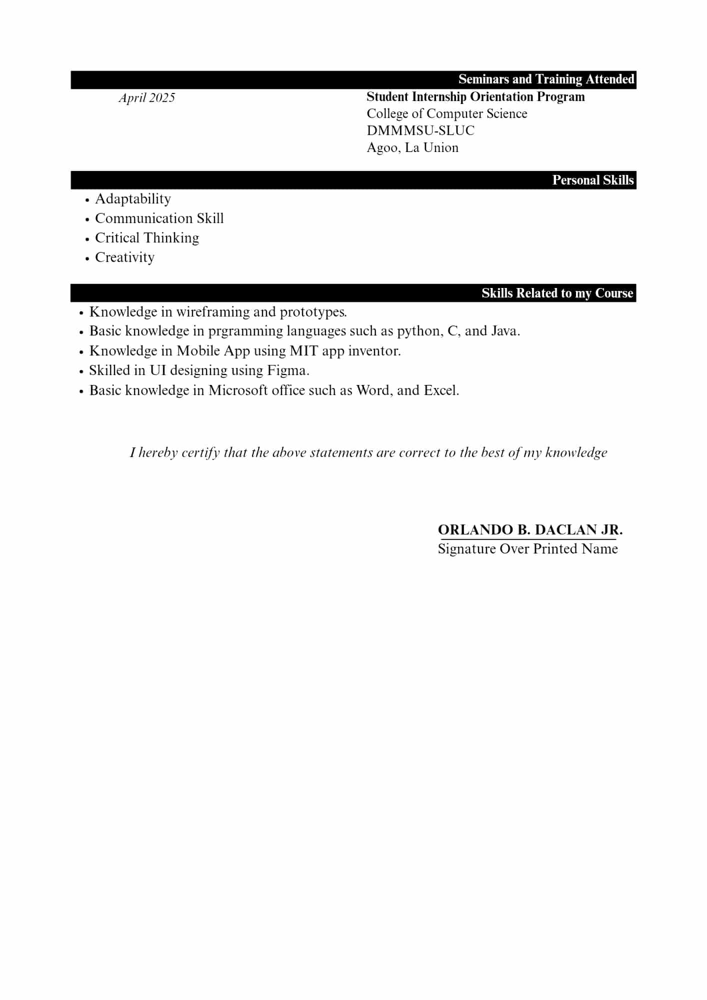 Seminars and Training Attended
April 2025
Student Internship Orientation Program
College of Computer Science
DMMMSU-SLUC
Agoo, La Union
Personal Skills
• Adaptability
• Communication Skill
• Critical Thinking
• Creativity
Skills Related to my Course
• Knowledge in wireframing and prototypes.
• Basic knowledge in prgramming languages such as python, C, and Java.
• Knowledge in Mobile App using MIT app inventor.
• Skilled in UI designing using Figma.
• Basic knowledge in Microsoft office such as Word, and Excel.
I hereby certify that the above statements are correct to the best of my knowledge
ORLANDO B. DACLAN JR.
Signature Over Printed Name